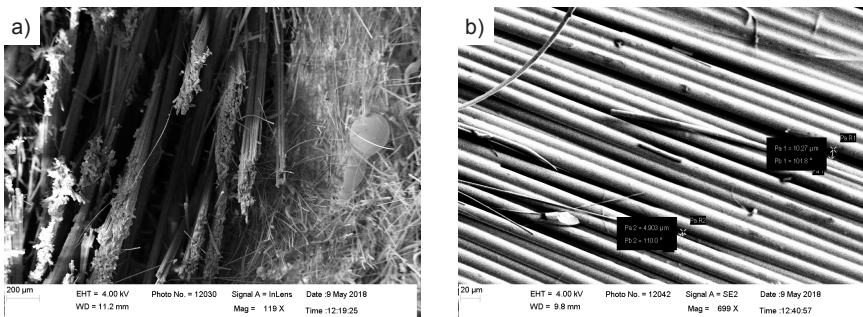 a)
200 µm
EHT = 4.00 kV
WD = 11.2 mm
Photo No. = 12030
Signal A = InLens
Mag = 119 X
Date :9 May 2018
Time :12:19:25
b)
Pa R1
Pa 1 = 10.27 µm
Pb 1 = 101.8 °
Pa R2
Pa 2 = 4.903 µm
Pb 2 = 110.0 °
20 µm
EHT = 4.00 kV
WD = 9.8 mm
Photo No. = 12042
Signal A = SE2
Mag = 699 X
Date :9 May 2018
Time :12:40:57